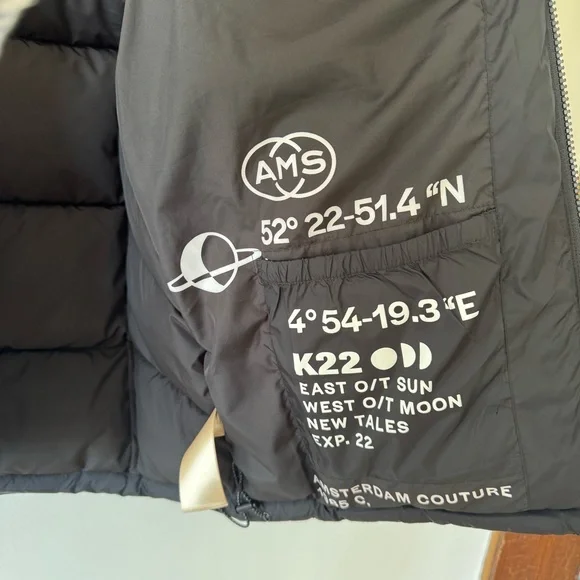 AMS
52° 22-51.4 “N
4° 54-19.3 “E
K22
EAST O/T SUN
WEST O/T MOON
NEW TALES
EXP. 22
AMSTERDAM COUTURE